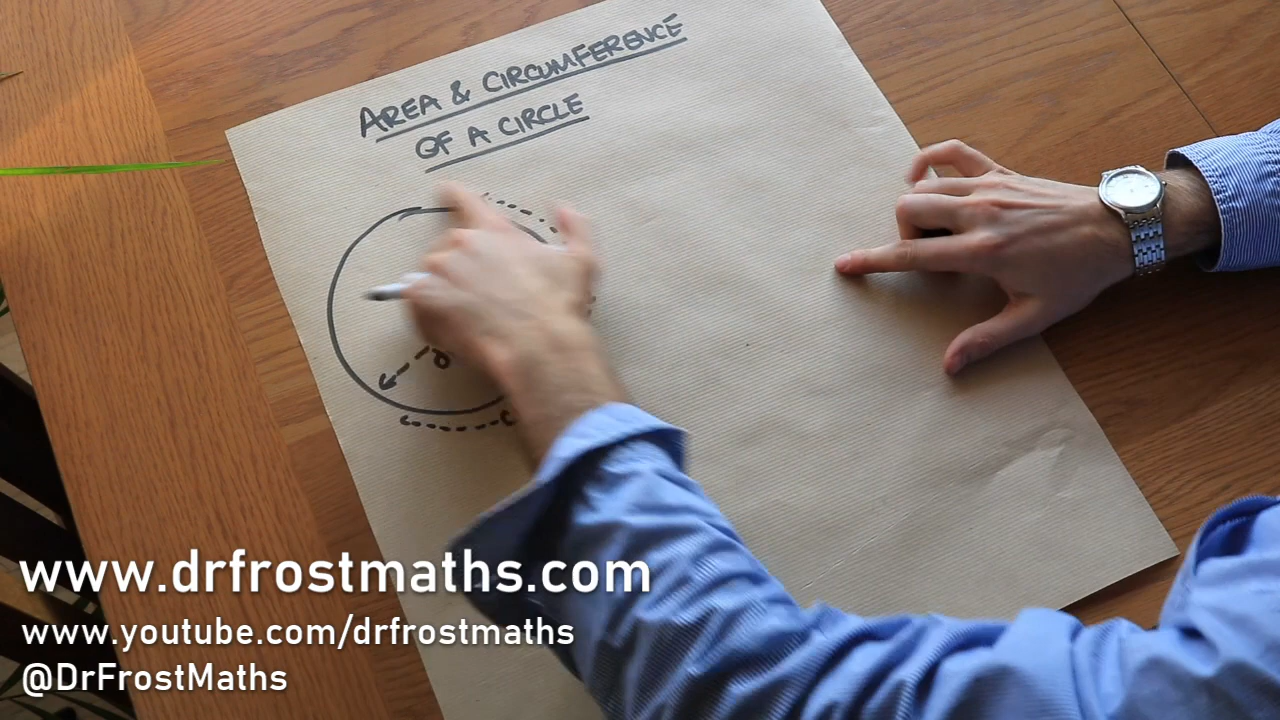 AREA & CIRCUMFERENCE
OF A CIRCLE
www.drfrostmaths.com
www.youtube.com/drfrostmaths
@DrFrostMaths